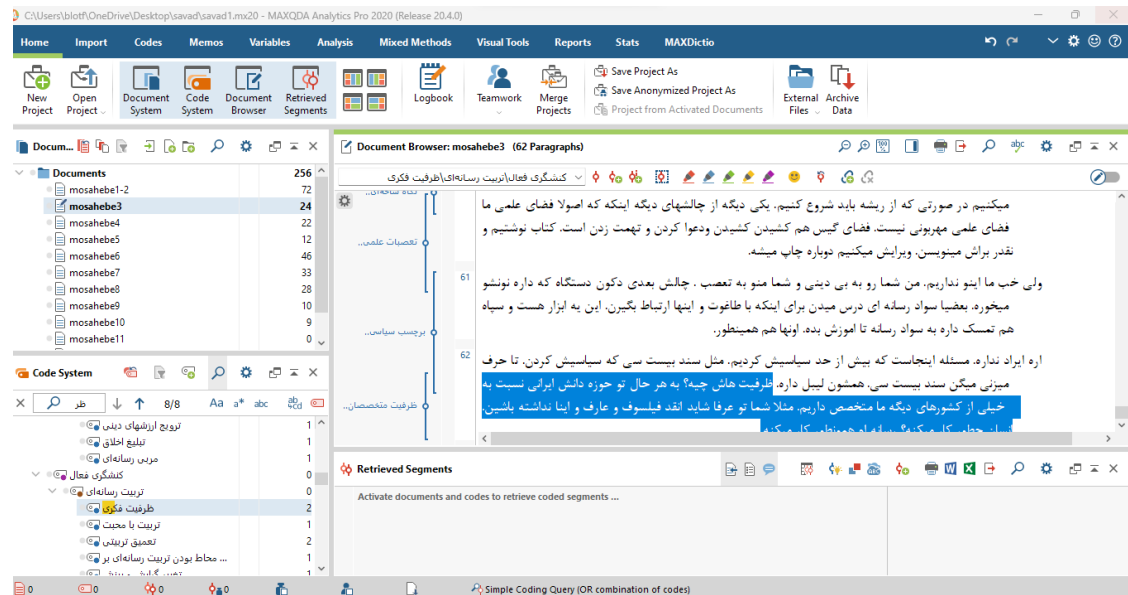 C:\Users\blotf\OneDrive\Desktop\savad\savad1.mx20 - MAXQDA Analytics Pro 2020 (Release 20.4.0)
Home Import Codes Memos Variables Analysis Mixed Methods Visual Tools Reports Stats MAXDictio
New Project
Open Project
Document System
Code System
Document Browser
Retrieved Segments
Logbook
Teamwork
Merge Projects
Save Project As
Save Anonymized Project As
Project from Activated Documents
External Files
Archive Data
Docum...
Documents 256
mosahebe1-2 72
mosahebe3 24
mosahebe4 22
mosahebe5 12
mosahebe6 46
mosahebe7 33
mosahebe8 28
mosahebe9 10
mosahebe10 9
mosahebe11 0
Code System
ظر 8/8 Aa a* abc
ترویج ارزشهای دینی 1
تبلیغ اخلاق 1
مربی رسانه‌ای 1
کنشگری فعال 0
تربیت رسانه‌ای 0
ظرفیت فکری 2
تربیت با محبت 1
تعمیق تربیتی 2
محاط بودن تربیت رسانه‌ای بر ... 1
1
Document Browser: mosahebe3 (62 Paragraphs)
100%
abc
کنشگری فعال\تربیت رسانه‌ای\ظرفیت فکری
تعصبات علمی..
برچسب سیاسی..
ظرفیت متخصصان..
میکنیم در صورتی که از ریشه باید شروع کنیم. یکی دیگه از چالشهای دیگه اینکه که اصولا فضای علمی ما
فضای علمی مهربونی نیست. فضای گیس هم کشیدن کشیدن ودعوا کردن و تهمت زدن است. کتاب نوشتیم و
نقدر براش مینویسن. ویرایش میکنیم دوباره چاپ میشه.
61 ولی خب ما اینو نداریم. من شما رو به بی دینی و شما منو به تعصب . چالش بعدی دکون دستگاه که داره نونشو
میخوره. بعضیا سواد رسانه ای درس میدن برای اینکه با طاغوت و اینها ارتباط بگیرن. این یه ابزار هست و سپاه
هم تمسک داره به سواد رسانه تا اموزش بده. اونها هم همینطور.
62 اره ایراد نداره. مسئله اینجاست که بیش از حد سیاسیش کردیم. مثل سند بیست سی که سیاسیش کردن. تا حرف
میزنی میگن سند بیست سی. همشون لیبل داره. ظرفیت هاش چیه؟ به هر حال تو حوزه دانش ایرانی نسبت به
خیلی از کشورهای دیگه ما متخصص داریم. مثلا شما تو عرفا شاید انقد فیلسوف و عارف و اینا نداشته باشین.
Retrieved Segments
Activate documents and codes to retrieve coded segments ...
0 0 0 0 Simple Coding Query (OR combination of codes)